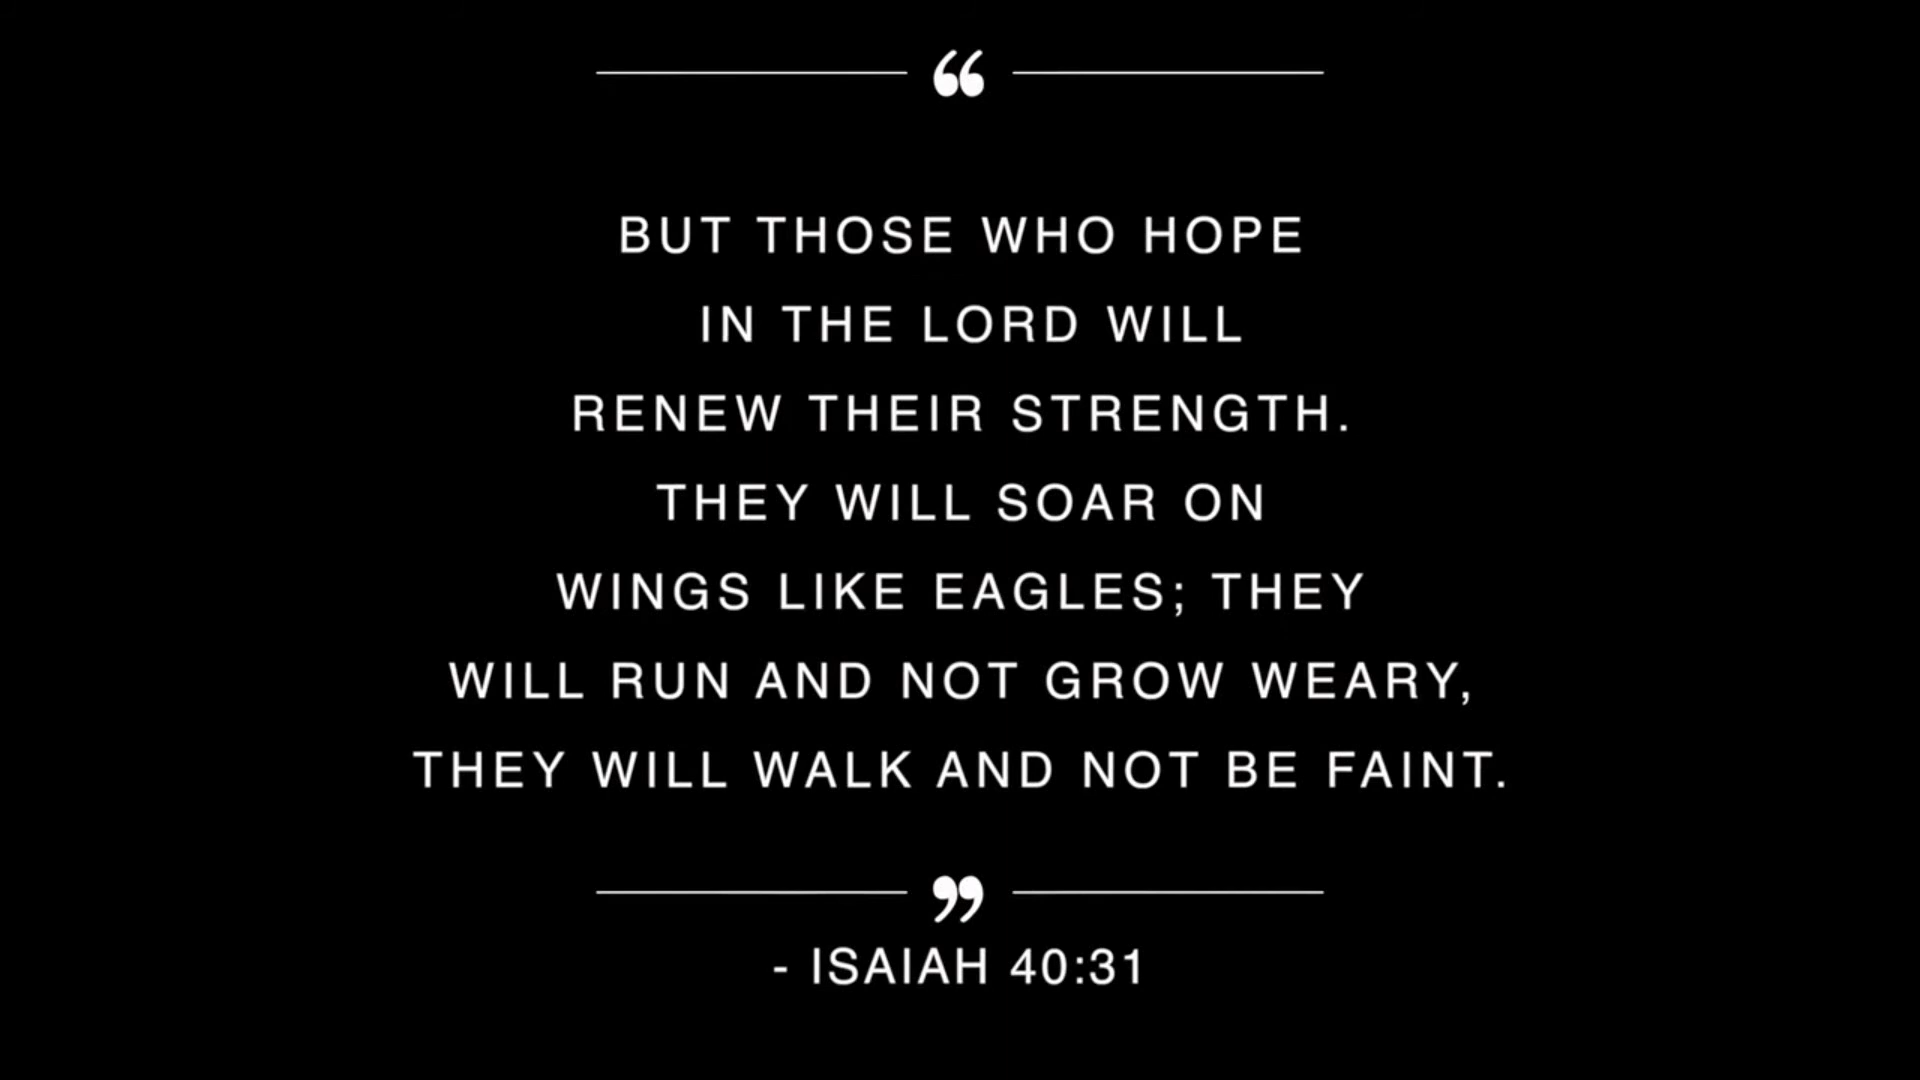 “
BUT THOSE WHO HOPE
IN THE LORD WILL
RENEW THEIR STRENGTH.
THEY WILL SOAR ON
WINGS LIKE EAGLES; THEY
WILL RUN AND NOT GROW WEARY,
THEY WILL WALK AND NOT BE FAINT.
”
- ISAIAH 40:31